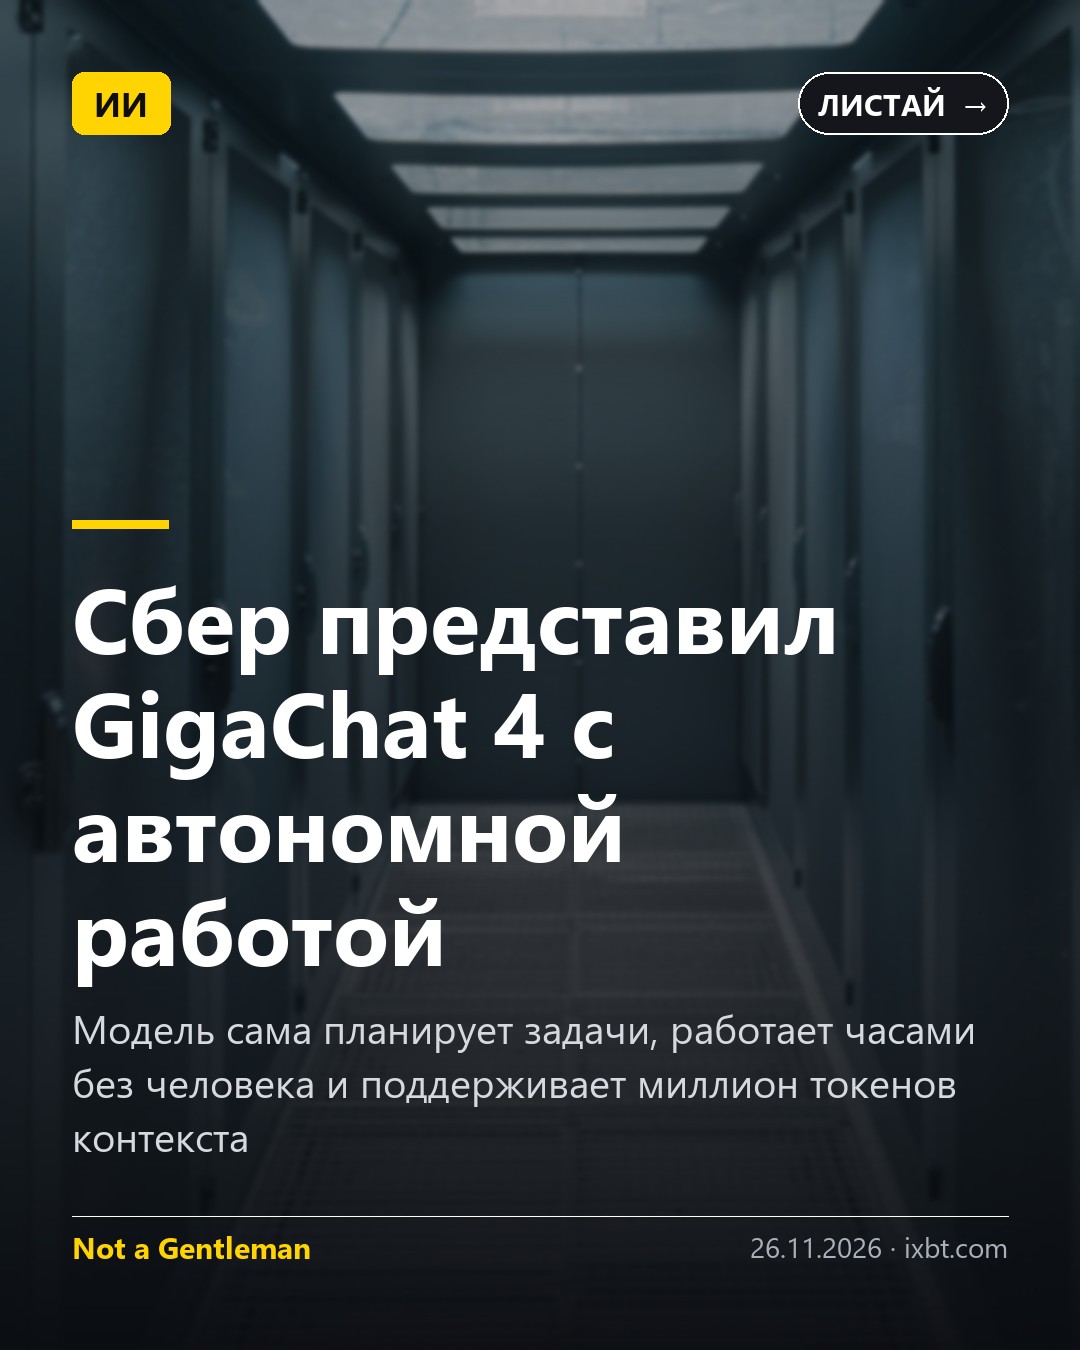 ИИ
ЛИСТАЙ →
Сбер представил
GigaChat 4 с
автономной
работой
Модель сама планирует задачи, работает часами
без человека и поддерживает миллион токенов
контекста
Not a Gentleman
26.11.2026 · ixbt.com